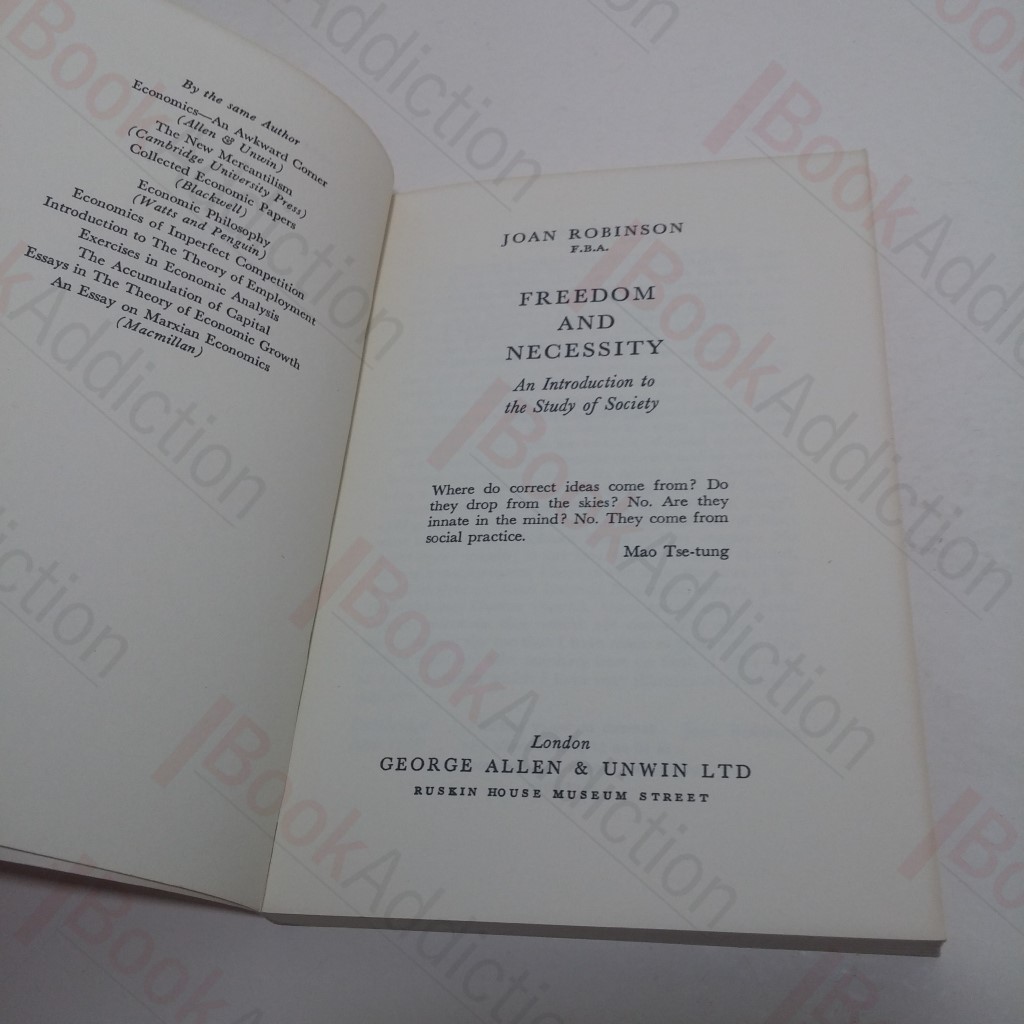 By the same Author
Economics—An Awkward Corner
(Allen & Unwin)
The New Mercantilism
(Cambridge University Press)
Collected Economic Papers
(Blackwell)
Economic Philosophy
(Watts and Penguin)
Economics of Imperfect Competition
Introduction to The Theory of Employment
Exercises in Economic Analysis
The Accumulation of Capital
Essays in The Theory of Economic Growth
An Essay on Marxian Economics
(Macmillan)
JOAN ROBINSON
F.B.A.
FREEDOM
AND
NECESSITY
An Introduction to
the Study of Society
Where do correct ideas come from? Do
they drop from the skies? No. Are they
innate in the mind? No. They come from
social practice.
Mao Tse-tung
London
GEORGE ALLEN & UNWIN LTD
RUSKIN HOUSE MUSEUM STREET
BookAddiction